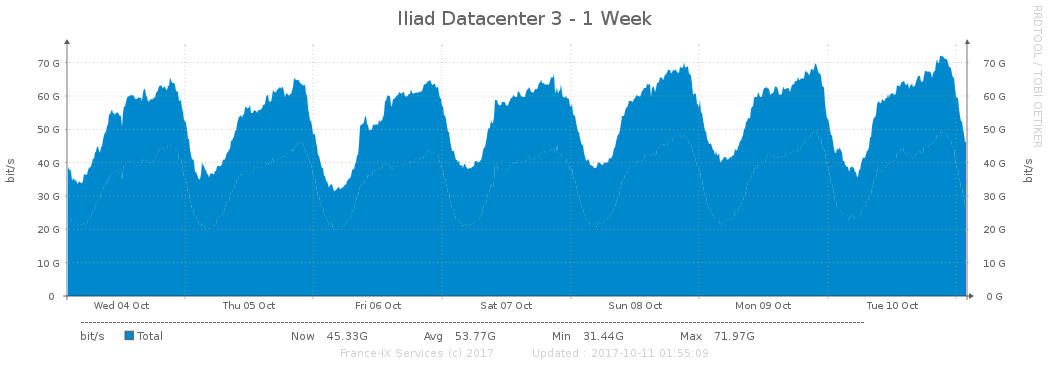 Iliad Datacenter 3 - 1 Week
RRDTOOL / TOBI OETIKER
bit/s
70 G 70 G
60 G 60 G
50 G 50 G
40 G 40 G
30 G 30 G
20 G 20 G
10 G 10 G
0 0 G
bit/s
Wed 04 Oct Thu 05 Oct Fri 06 Oct Sat 07 Oct Sun 08 Oct Mon 09 Oct Tue 10 Oct
bit/s Total Now 45.33G Avg 53.77G Min 31.44G Max 71.97G
France-IX Services (c) 2017 Updated : 2017-10-11 01:55:09